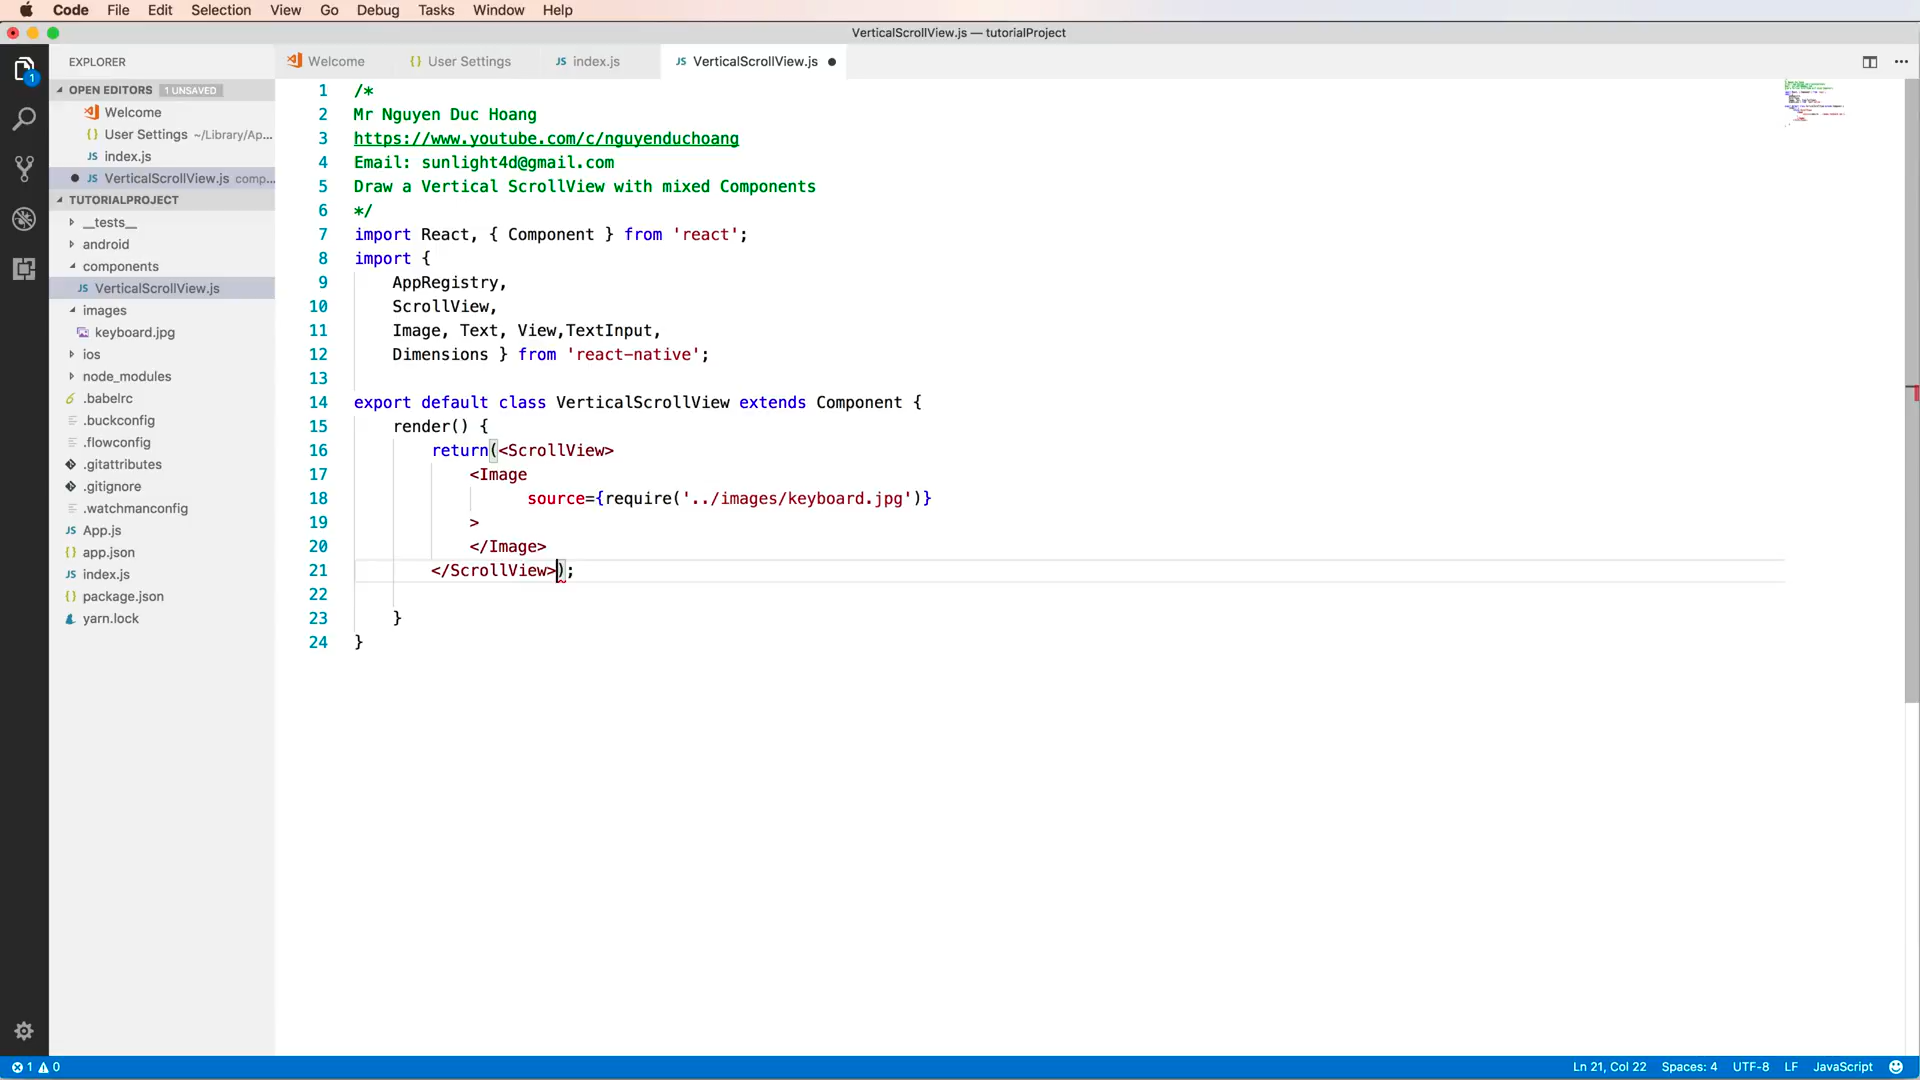 Code File Edit Selection View Go Debug Tasks Window Help
VerticalScrollView.js — tutorialProject
EXPLORER
Welcome
User Settings
index.js
VerticalScrollView.js
OPEN EDITORS 1 UNSAVED
Welcome
User Settings ~/Library/Ap...
index.js
VerticalScrollView.js comp...
TUTORIALPROJECT
__tests__
android
components
VerticalScrollView.js
images
keyboard.jpg
ios
node_modules
.babelrc
.buckconfig
.flowconfig
.gitattributes
.gitignore
.watchmanconfig
App.js
app.json
index.js
package.json
yarn.lock
1 /*
2 Mr Nguyen Duc Hoang
3 https://www.youtube.com/c/nguyenduchoang
4 Email: sunlight4d@gmail.com
5 Draw a Vertical ScrollView with mixed Components
6 */
7 import React, { Component } from 'react';
8 import {
9 AppRegistry,
10 ScrollView,
11 Image, Text, View,TextInput,
12 Dimensions } from 'react-native';
13
14 export default class VerticalScrollView extends Component {
15 render() {
16 return(<ScrollView>
17 <Image
18 source={require('../images/keyboard.jpg')}
19 >
20 </Image>
21 </ScrollView>);
22
23 }
24 }
1 0
Ln 21, Col 22 Spaces: 4 UTF-8 LF JavaScript